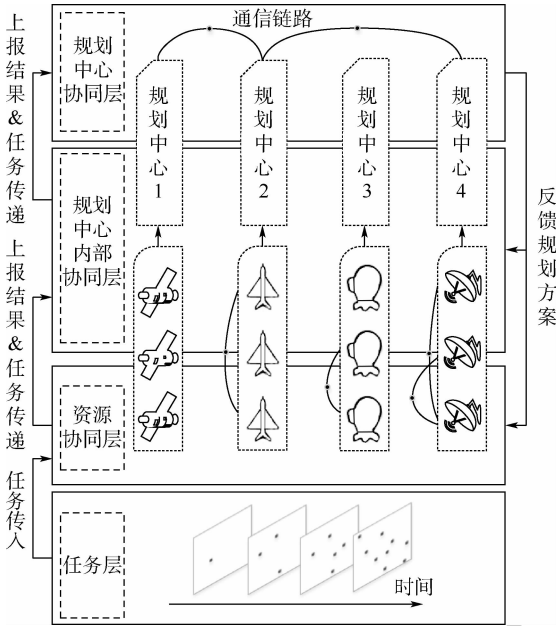 通信链路
上报结果&任务传递
规划
中心
协同层
规划中心1
规划中心2
规划中心3
规划中心4
规划
中心
内部
协同层
反馈规划方案
上报结果&任务传递
资源
协同层
任务传入
任务层
时间